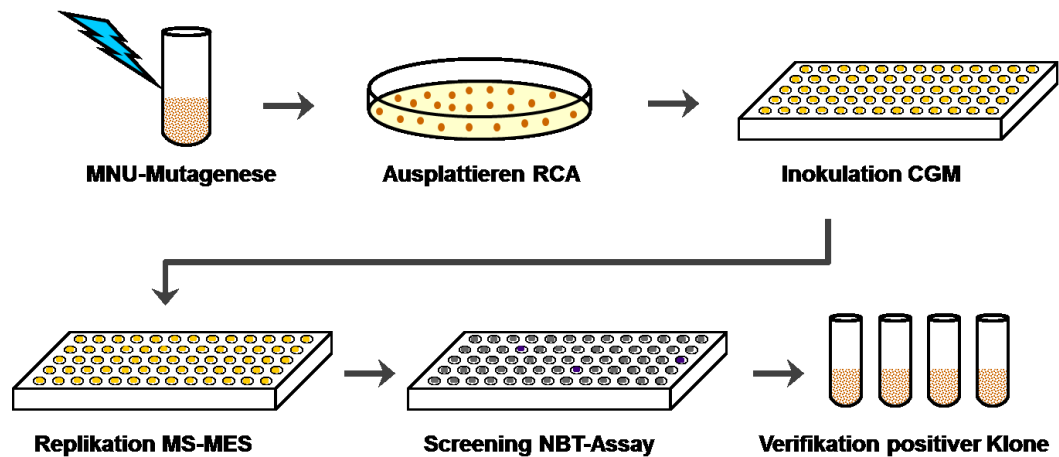 MNU-Mutagenese
Ausplattieren RCA
Inokulation CGM
Replikation MS-MES
Screening NBT-Assay
Verifikation positiver Klone